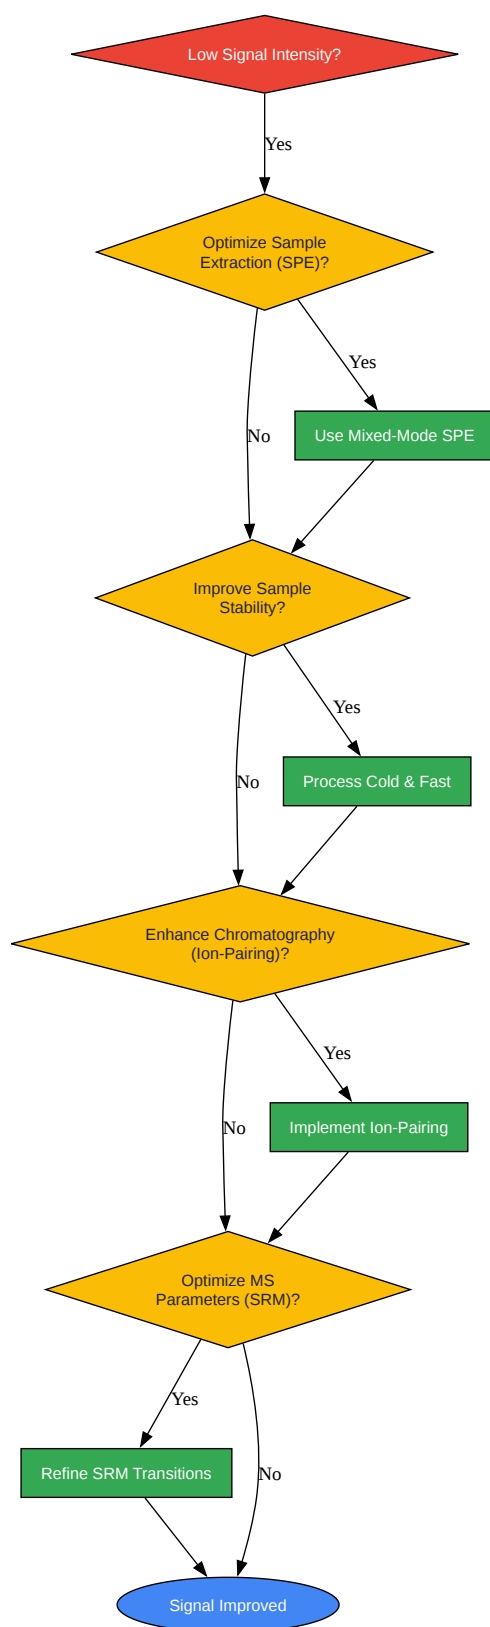 Low Signal Intensity?
Yes
Optimize Sample
Extraction (SPE)?
Yes
No
Use Mixed-Mode SPE
Improve Sample
Stability?
Yes
No
Process Cold & Fast
Enhance Chromatography
(Ion-Pairing)?
Yes
No
Implement Ion-Pairing
Optimize MS
Parameters (SRM)?
Yes
Refine SRM Transitions
No
Signal Improved